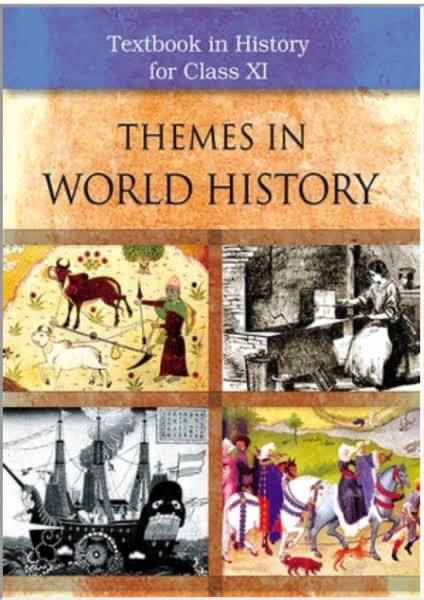 Textbook in History
for Class XI
THEMES IN
WORLD HISTORY